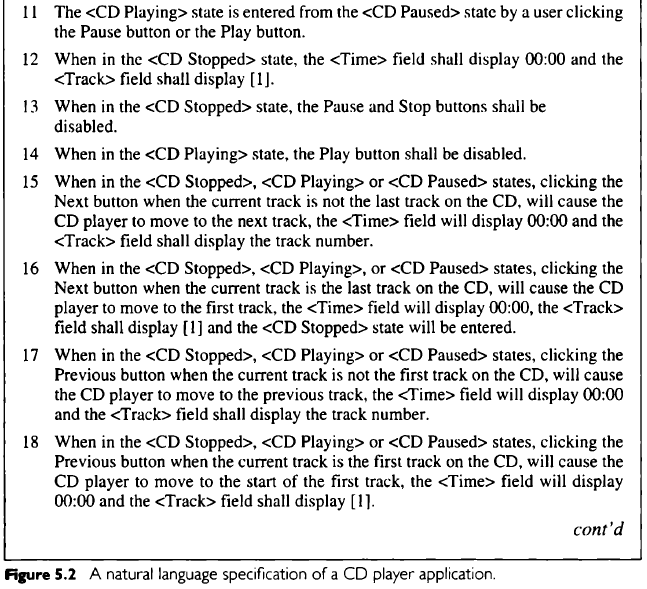 11 The <CD Playing> state is entered from the <CD Paused> state by a user clicking
the Pause button or the Play button.
12 When in the <CD Stopped> state, the <Time> field shall display 00:00 and the
<Track> field shall display [1].
13 When in the <CD Stopped> state, the Pause and Stop buttons shall be
disabled.
14 When in the <CD Playing> state, the Play button shall be disabled.
15 When in the <CD Stopped>, <CD Playing> or <CD Paused> states, clicking the
Next button when the current track is not the last track on the CD, will cause the
CD player to move to the next track, the <Time> field will display 00:00 and the
<Track> field shall display the track number.
16 When in the <CD Stopped>, <CD Playing>, or <CD Paused> states, clicking the
Next button when the current track is the last track on the CD, will cause the CD
player to move to the first track, the <Time> field will display 00:00, the <Track>
field shall display [1] and the <CD Stopped> state will be entered.
17 When in the <CD Stopped>, <CD Playing> or <CD Paused> states, clicking the
Previous button when the current track is not the first track on the CD, will cause
the CD player to move to the previous track, the <Time> field will display 00:00
and the <Track> field shall display the track number.
18 When in the <CD Stopped>, <CD Playing> or <CD Paused> states, clicking the
Previous button when the current track is the first track on the CD, will cause the
CD player to move to the start of the first track, the <Time> field will display
00:00 and the <Track> field shall display [1].
cont'd
Figure 5.2 A natural language specification of a CD player application.